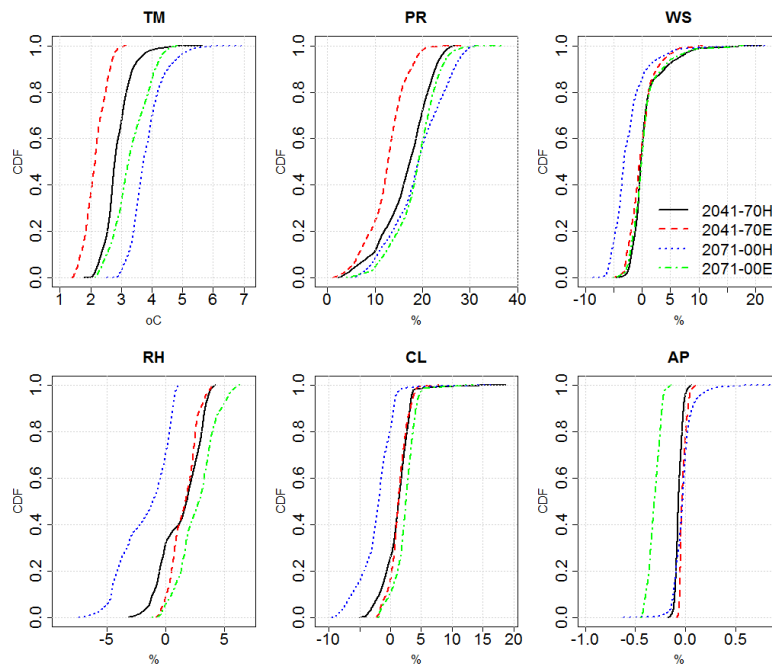 TM PR WS
CDF 0.0 0.2 0.4 0.6 0.8 1.0
1 2 3 4 5 6 7
oC
CDF 0.0 0.2 0.4 0.6 0.8 1.0
0 10 20 30 40
%
CDF 0.0 0.2 0.4 0.6 0.8 1.0
-10 0 5 10 20
%
2041-70H
2041-70E
2071-00H
2071-00E
RH CL AP
CDF 0.0 0.2 0.4 0.6 0.8 1.0
-5 0 5
%
CDF 0.0 0.2 0.4 0.6 0.8 1.0
-10 -5 0 5 10 15 20
%
CDF 0.0 0.2 0.4 0.6 0.8 1.0
-1.0 -0.5 0.0 0.5
%